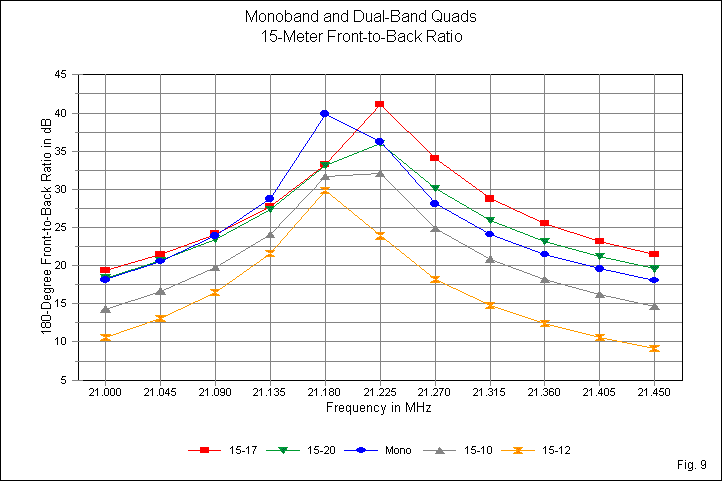 Monoband and Dual-Band Quads
15-Meter Front-to-Back Ratio
180-Degree Front-to-Back Ratio in dB
45
40
35
30
25
20
15
10
5
21.000 21.045 21.090 21.135 21.180 21.225 21.270 21.315 21.360 21.405 21.450
Frequency in MHz
15-17 15-20 Mono 15-10 15-12
Fig. 9